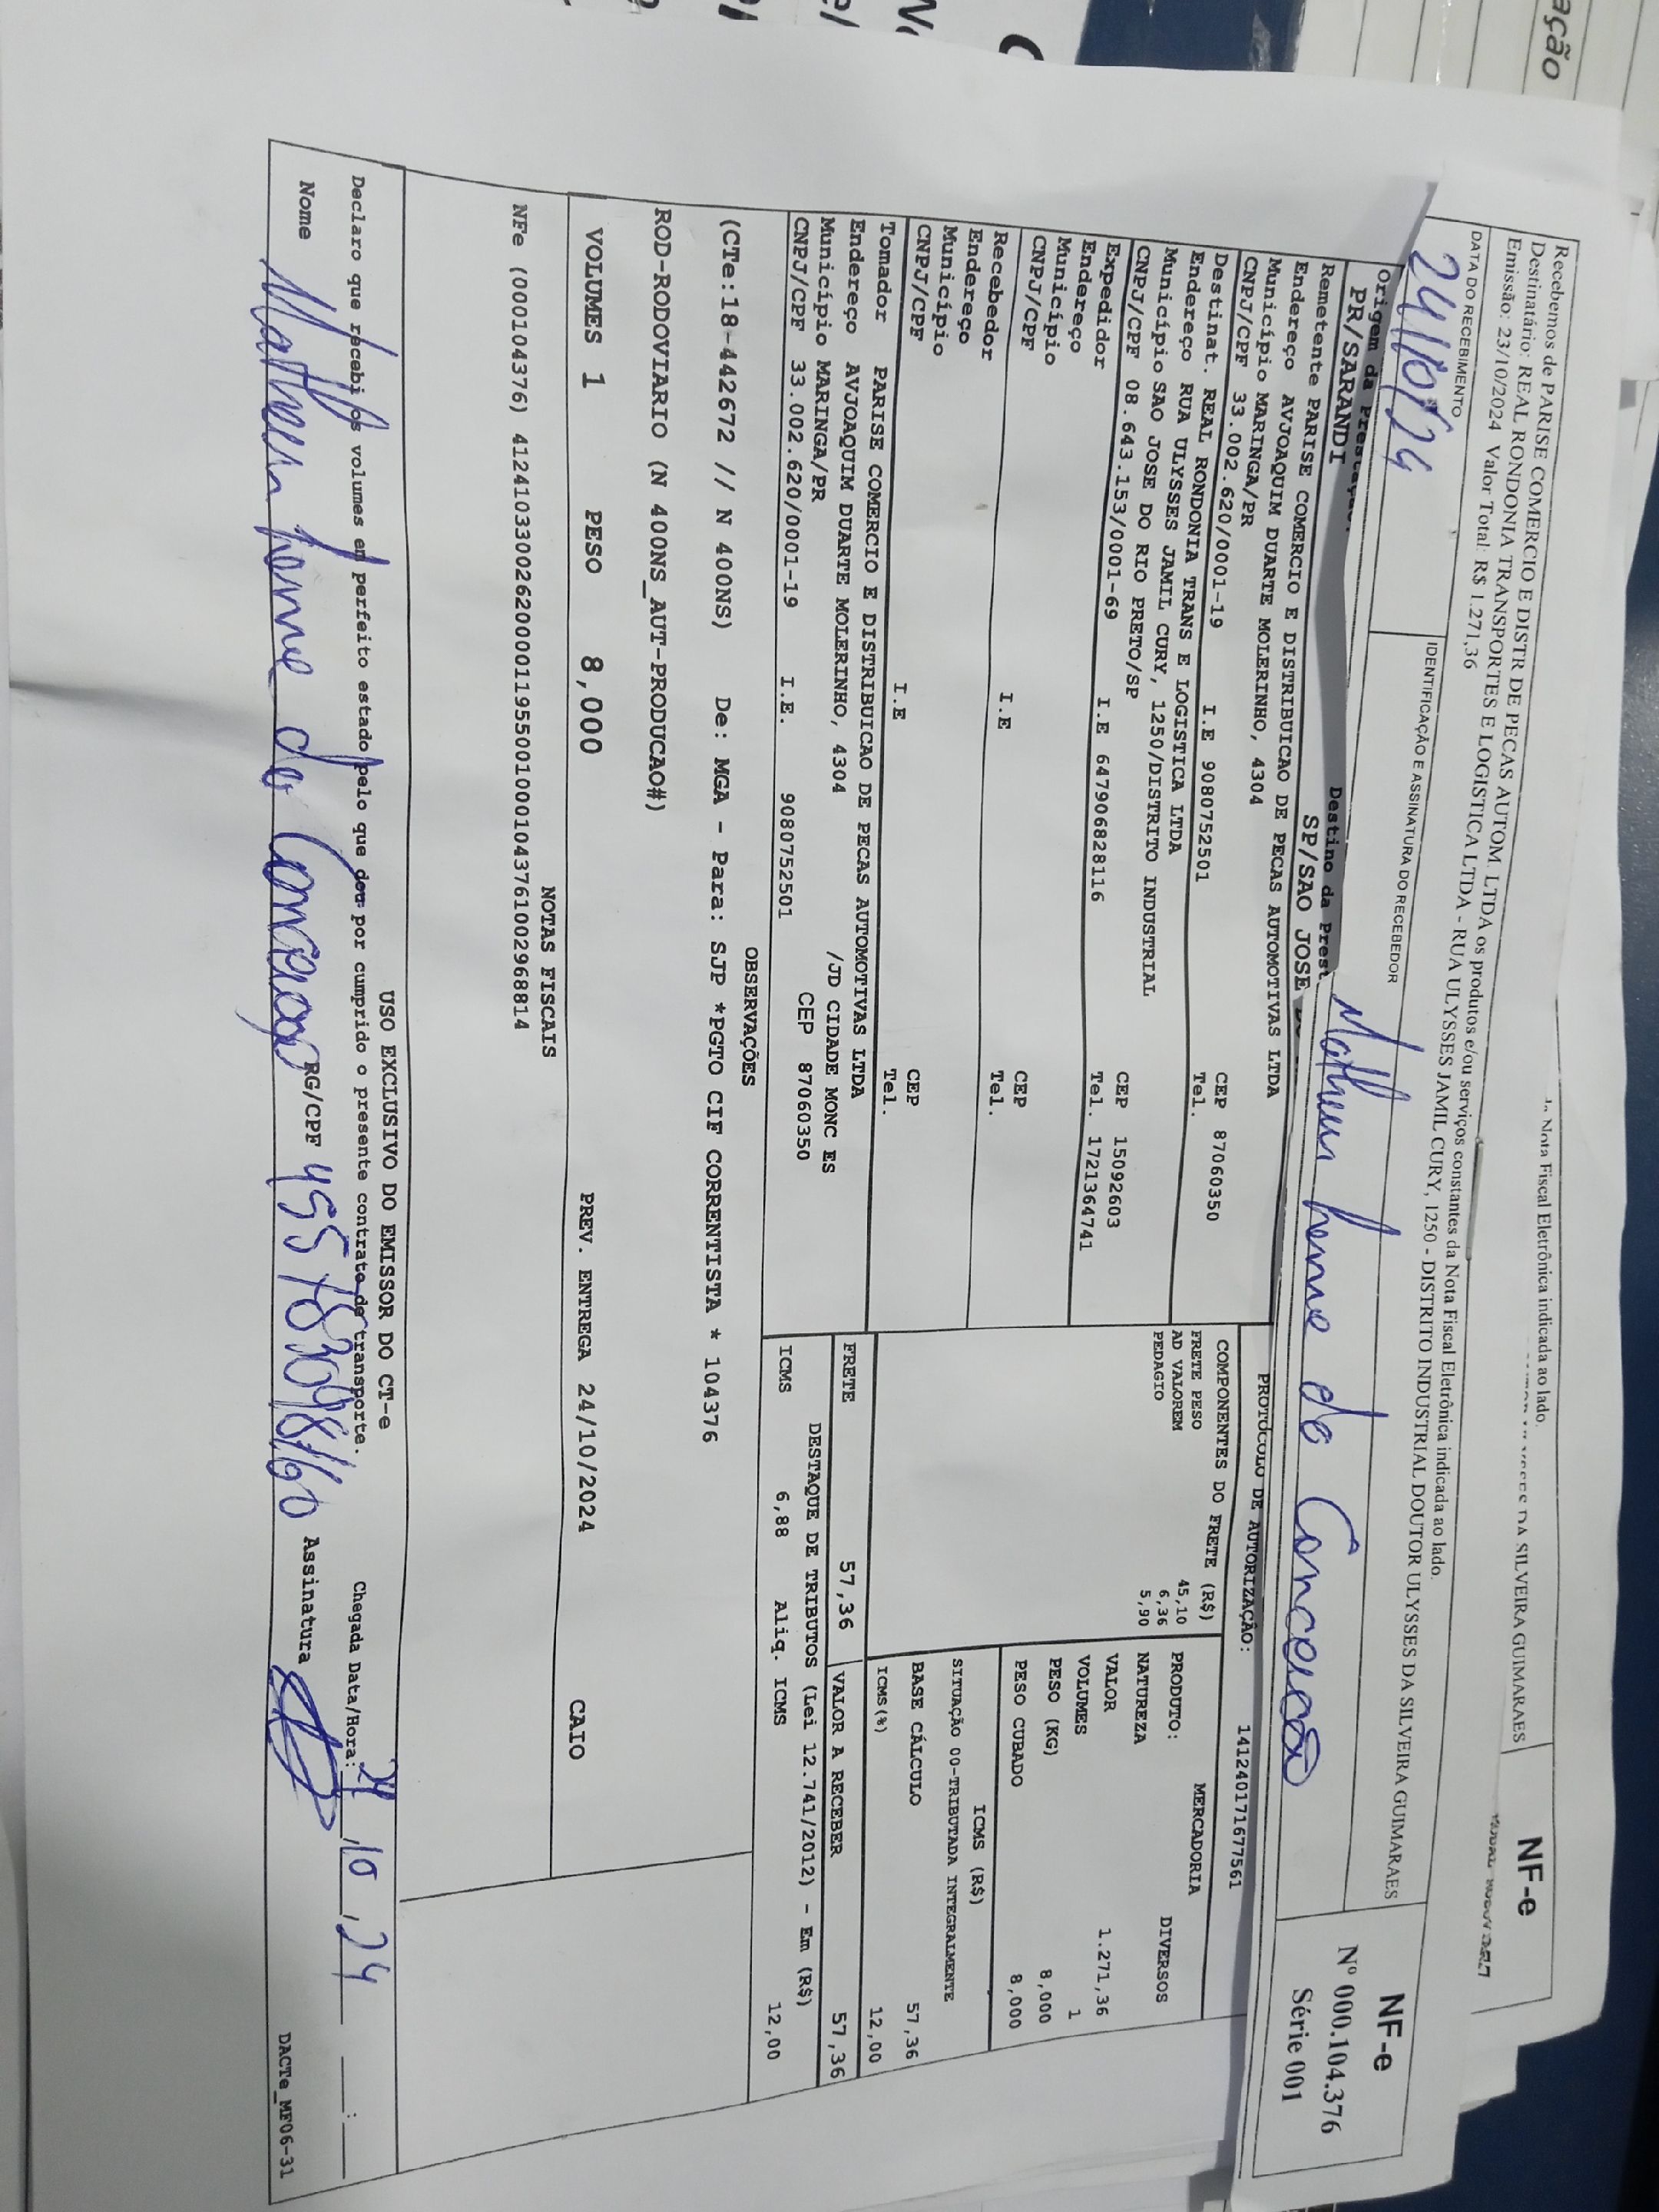 ação
Nota Fiscal Eletrônica indicada ao lado.
DA SILVEIRA GUIMARAES
NF-e
Recebemos de PARISE COMERCIO E DISTR DE PECAS AUTOM. LTDA os produtos e/ou serviços constantes da Nota Fiscal Eletrônica indicada ao lado.
Destinatário: REAL RONDONIA TRANSPORTES E LOGISTICA LTDA - RUA ULYSSES JAMIL CURY, 1250 - DISTRITO INDUSTRIAL DOUTOR ULYSSES DA SILVEIRA GUIMARAES
Emissão: 23/10/2024 Valor Total: R$ 1.271,36
DATA DO RECEBIMENTO
24/10/24
IDENTIFICAÇÃO E ASSINATURA DO RECEBEDOR
da Conceição
NF-e
Nº 000.104.376
Série 001
Origem da Prestação
PR/SARANDI
Destino da Prest
SP/SAO JOSE
PROTOCOLO DE AUTORIZAÇÃO: 141240171677561
Remetente PARISE COMERCIO E DISTRIBUICAO DE PECAS AUTOMOTIVAS LTDA
Endereço AVJOAQUIM DUARTE MOLERINHO, 4304
Município MARINGA/PR CEP 87060350
CNPJ/CPF 33.002.620/0001-19 I.E 9080752501 Tel.
Destinat. REAL RONDONIA TRANS E LOGISTICA LTDA
Endereço RUA ULYSSES JAMIL CURY, 1250/DISTRITO INDUSTRIAL
Município SAO JOSE DO RIO PRETO/SP CEP 15092603
CNPJ/CPF 08.643.153/0001-69 I.E 647906828116 Tel. 1721364741
Expedidor
Endereço
Município CEP
CNPJ/CPF I.E Tel.
Recebedor
Endereço
Município CEP
CNPJ/CPF I.E Tel.
Tomador PARISE COMERCIO E DISTRIBUICAO DE PECAS AUTOMOTIVAS LTDA
Endereço AVJOAQUIM DUARTE MOLERINHO, 4304 /JD CIDADE MONC ES
Município MARINGA/PR CEP 87060350
CNPJ/CPF 33.002.620/0001-19 I.E. 9080752501
COMPONENTES DO FRETE (R$)
FRETE PESO 45,10
AD VALOREM 6,36
PEDAGIO 5,90
MERCADORIA
PRODUTO: DIVERSOS
NATUREZA
VALOR 1.271,36
VOLUMES 1
PESO (KG) 8,000
PESO CUBADO 8,000
ICMS (R$)
SITUAÇÃO 00-TRIBUTADA INTEGRALMENTE
BASE CÁLCULO 57,36
ICMS(%) 12,00
FRETE 57,36 VALOR A RECEBER 57,36
DESTAQUE DE TRIBUTOS (Lei 12.741/2012) - Em (R$)
ICMS 6,88 Aliq. ICMS 12,00
OBSERVAÇÕES
(CTe:18-442672 // N 400NS) De: MGA - Para: SJP *PGTO CIF CORRENTISTA * 104376
ROD-RODOVIARIO (N 400NS_AUT-PRODUCAO#)
VOLUMES 1 PESO 8,000 PREV. ENTREGA 24/10/2024 CAIO
NOTAS FISCAIS
NFe (000104376) 41241033002620000119550010001043761002968814
USO EXCLUSIVO DO EMISSOR DO CT-e
Declaro que recebi os volumes em perfeito estado pelo que dou por cumprido o presente contrato de transporte. Chegada Data/Hora: 24,10,24
Nome da Conceição RG/CPF Assinatura
DACTe_MF06-31